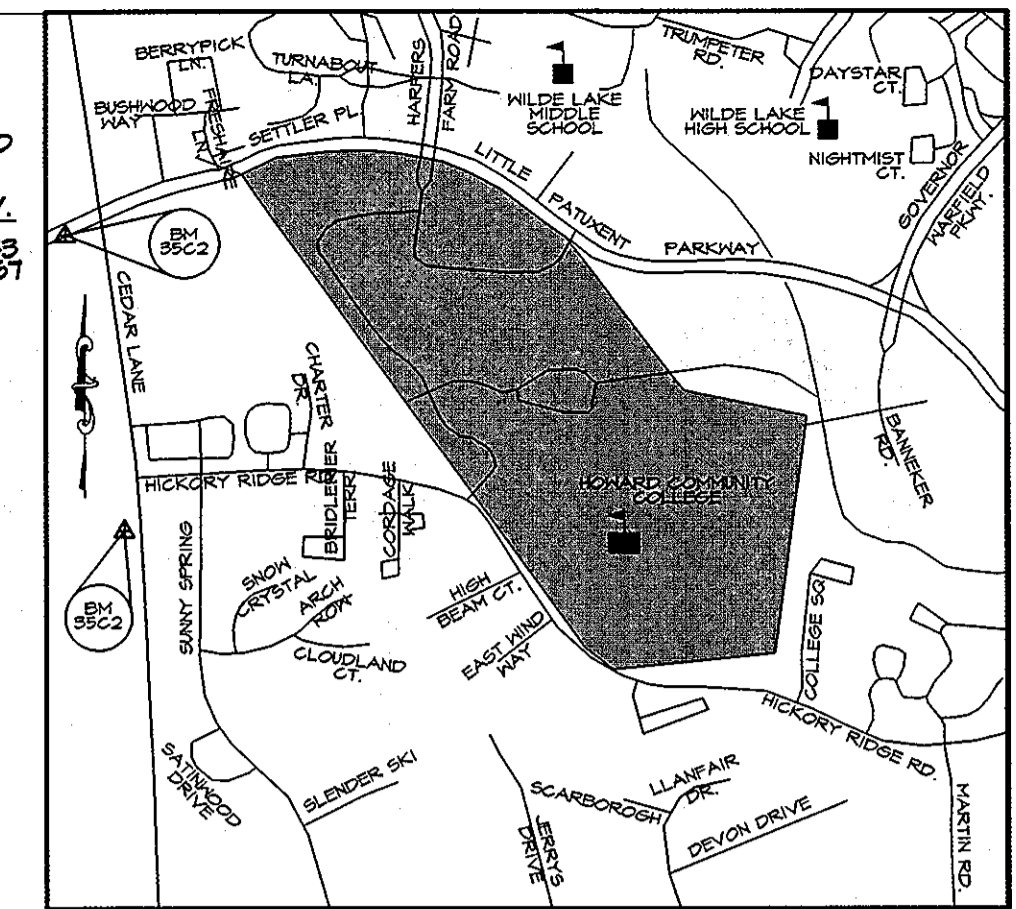 BERRYPICK
LN.
TURNABOUT
LA.
HARPERS
FARM ROAD
TRUMPETER
RD.
DAYSTAR
CT.
BUSHWOOD
WAY
SETTLER PL.
WILDE LAKE
MIDDLE
SCHOOL
WILDE LAKE
HIGH SCHOOL
NIGHTMIST
CT.
LITTLE
PATUXENT
PARKWAY
GOVERNOR
WARFIELD
PKWY.
BM
35C2
CEDAR LANE
CHARTER
DR.
BANNEKER
RD.
HICKORY RIDGE RD.
BRIDLERIER
TERR
CORDAGE
WALK
HOWARD COMMUNITY
COLLEGE
SUNNY SPRING
SNOW
CRYSTAL
ARCH
ROW
HIGH
BEAM CT.
BM
35C2
CLOUDLAND
CT.
EAST WIND
WAY
COLLEGE SQ.
HICKORY RIDGE RD.
SATINWOOD
DRIVE
SLENDER SKI
JERRYS
DRIVE
SCARBOROGH
LLANFAIR
DR.
DEVON DRIVE
MARTIN RD.